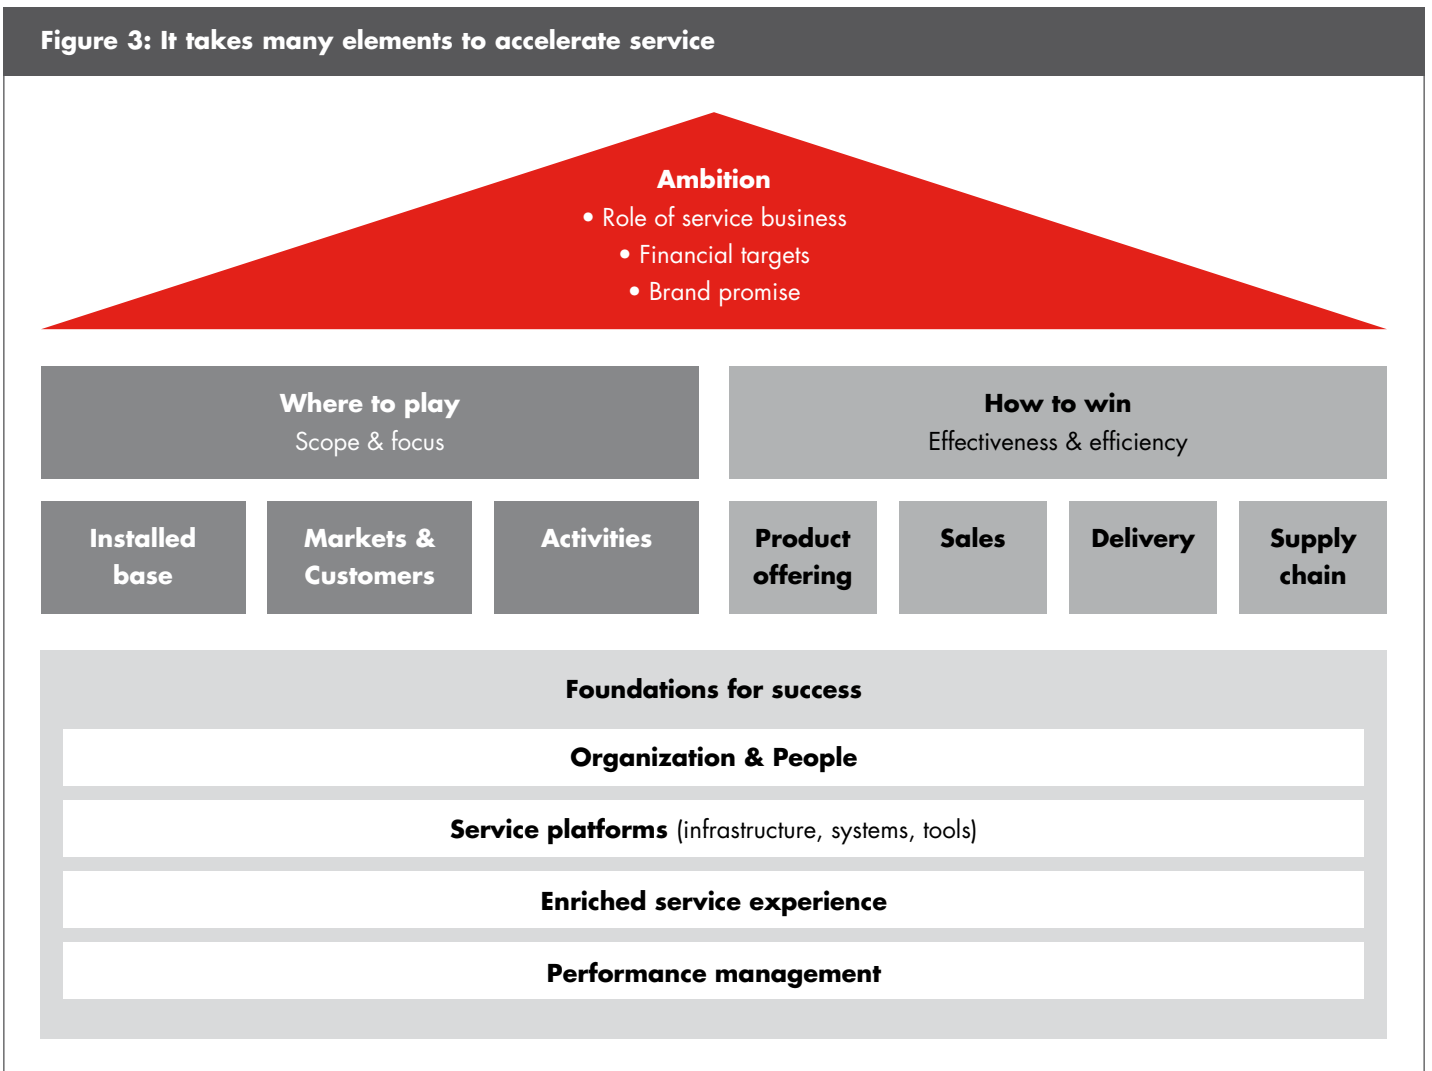 Figure 3: It takes many elements to accelerate service
Ambition
• Role of service business
• Financial targets
• Brand promise
Where to play
Scope & focus
How to win
Effectiveness & efficiency
Installed
base
Markets &
Customers
Activities
Product
offering
Sales
Delivery
Supply
chain
Foundations for success
Organization & People
Service platforms (infrastructure, systems, tools)
Enriched service experience
Performance management